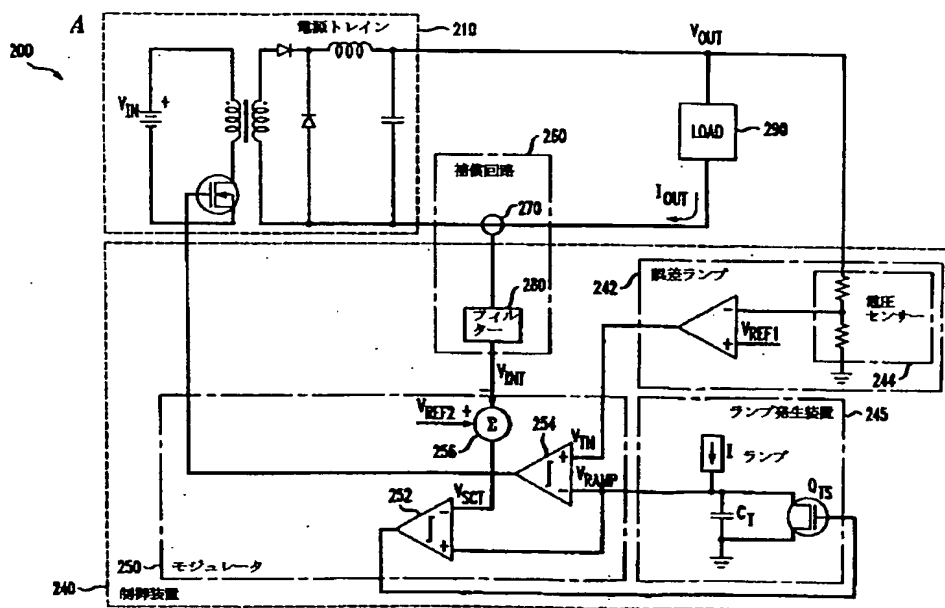 A
電源トレイン
210
200
V_OUT
V_IN +
LOAD
290
260
補償回路
270
I_OUT
280
フィルター
242
誤差ランプ
-
+
V_REF1
電圧センサー
244
V_INT
V_REF2 +
Σ
256
254
V_TM
+
-
V_RAMP
ランプ発生装置
245
I ランプ
Q_TS
C_T
252
V_SCT
-
+
250
モジュレータ
240
制御装置